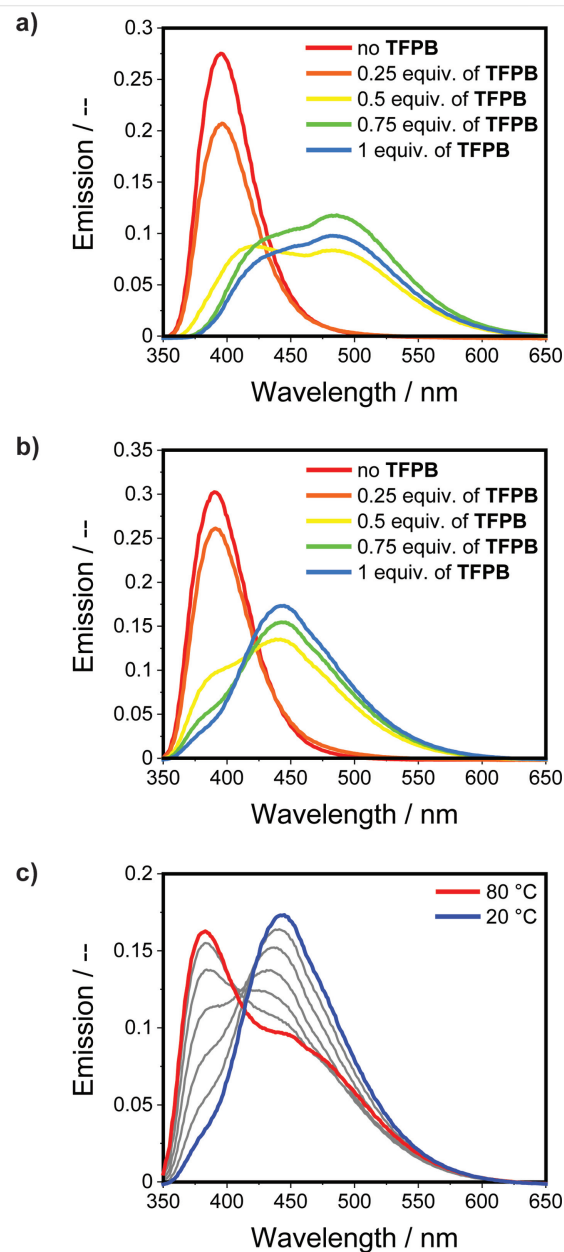 a)
0.3
0.25
0.2
0.15
0.1
0.05
0
Emission / --
no TFPB
0.25 equiv. of TFPB
0.5 equiv. of TFPB
0.75 equiv. of TFPB
1 equiv. of TFPB
350 400 450 500 550 600 650
Wavelength / nm
b)
0.35
0.3
0.25
0.2
0.15
0.1
0.05
0
Emission / --
no TFPB
0.25 equiv. of TFPB
0.5 equiv. of TFPB
0.75 equiv. of TFPB
1 equiv. of TFPB
350 400 450 500 550 600 650
Wavelength / nm
c)
0.2
0.15
0.1
0.05
0
Emission / --
80 °C
20 °C
350 400 450 500 550 600 650
Wavelength / nm